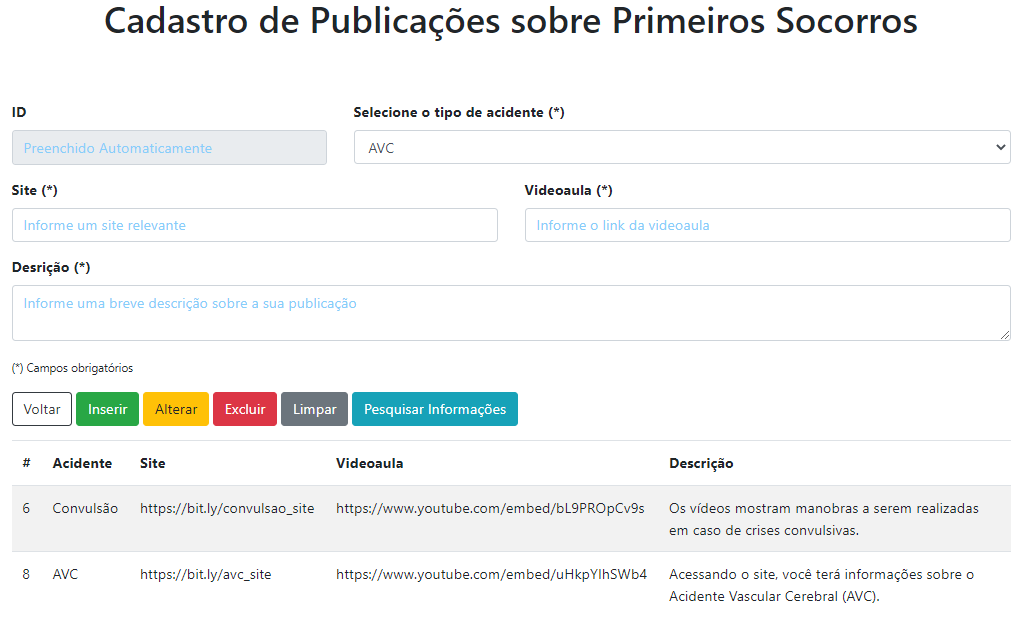 Cadastro de Publicações sobre Primeiros Socorros
ID
Selecione o tipo de acidente (*)
Preenchido Automaticamente
AVC
Site (*)
Videoaula (*)
Informe um site relevante
Informe o link da videoaula
Desrição (*)
Informe uma breve descrição sobre a sua publicação
(*) Campos obrigatórios
Voltar Inserir Alterar Excluir Limpar Pesquisar Informações
# Acidente Site Videoaula Descrição
6 Convulsão https://bit.ly/convulsao_site https://www.youtube.com/embed/bL9PROpCv9s Os vídeos mostram manobras a serem realizadas
em caso de crises convulsivas.
8 AVC https://bit.ly/avc_site https://www.youtube.com/embed/uHkpYlhSWb4 Acessando o site, você terá informações sobre o
Acidente Vascular Cerebral (AVC).